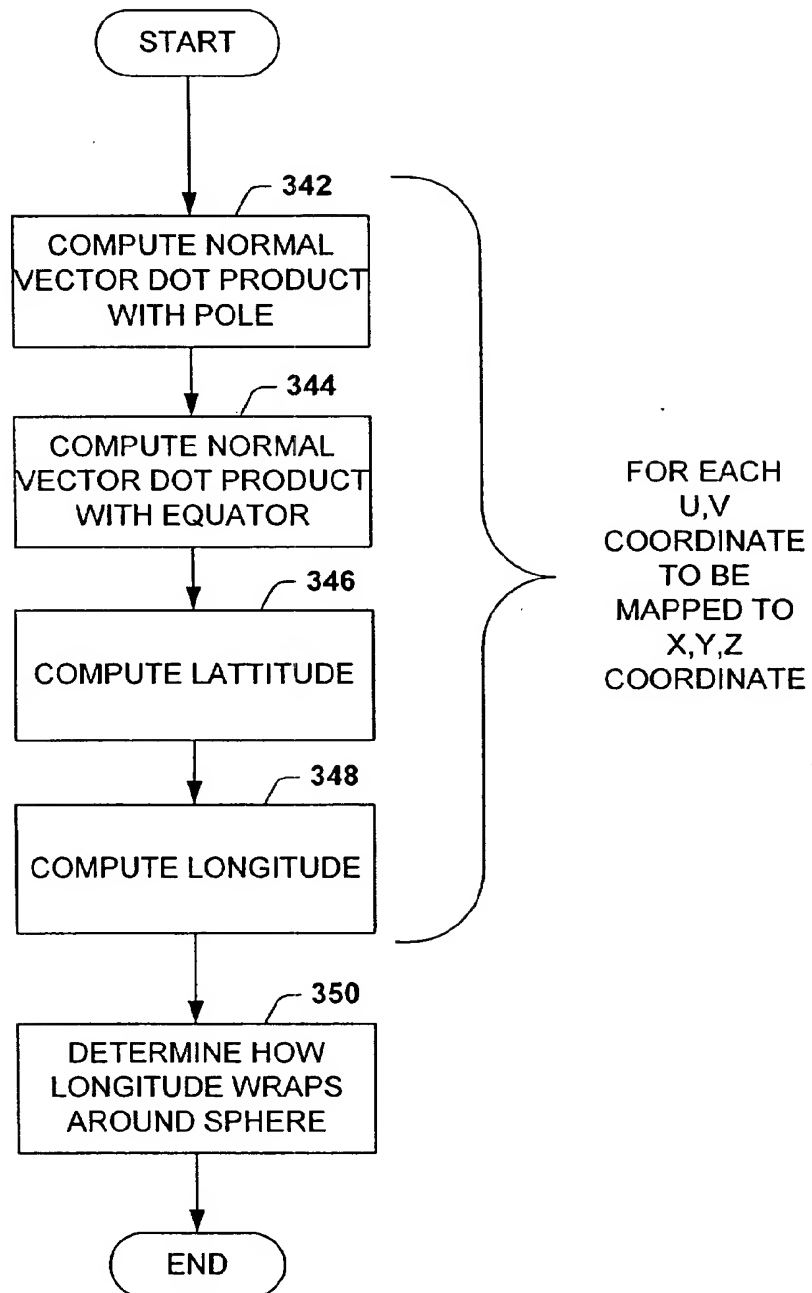 START
342
COMPUTE NORMAL
VECTOR DOT PRODUCT
WITH POLE
344
COMPUTE NORMAL
VECTOR DOT PRODUCT
WITH EQUATOR
346
COMPUTE LATTITUDE
348
COMPUTE LONGITUDE
FOR EACH
U,V
COORDINATE
TO BE
MAPPED TO
X,Y,Z
COORDINATE
350
DETERMINE HOW
LONGITUDE WRAPS
AROUND SPHERE
END